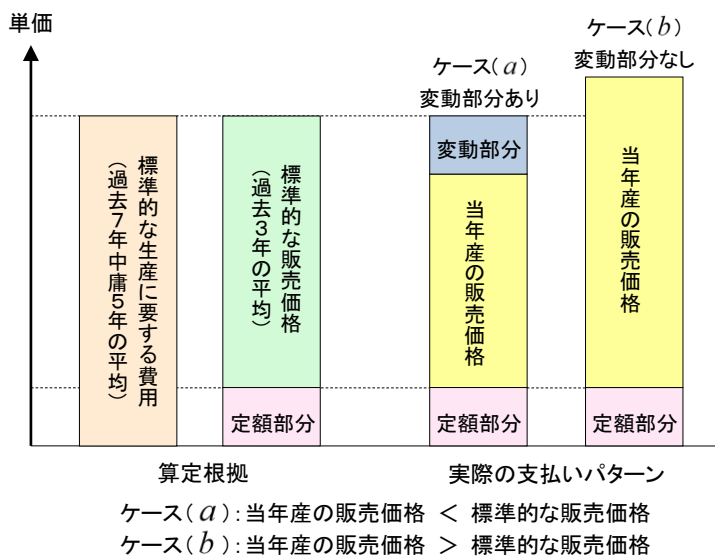 単価
標準的な生産に要する費用
(過去7年中庸5年の平均)
標準的な販売価格
(過去3年の平均)
定額部分
ケース(a)
変動部分あり
変動部分
当年産の販売価格
定額部分
ケース(b)
変動部分なし
当年産の販売価格
定額部分
算定根拠
実際の支払いパターン
ケース(a):当年産の販売価格 < 標準的な販売価格
ケース(b):当年産の販売価格 > 標準的な販売価格